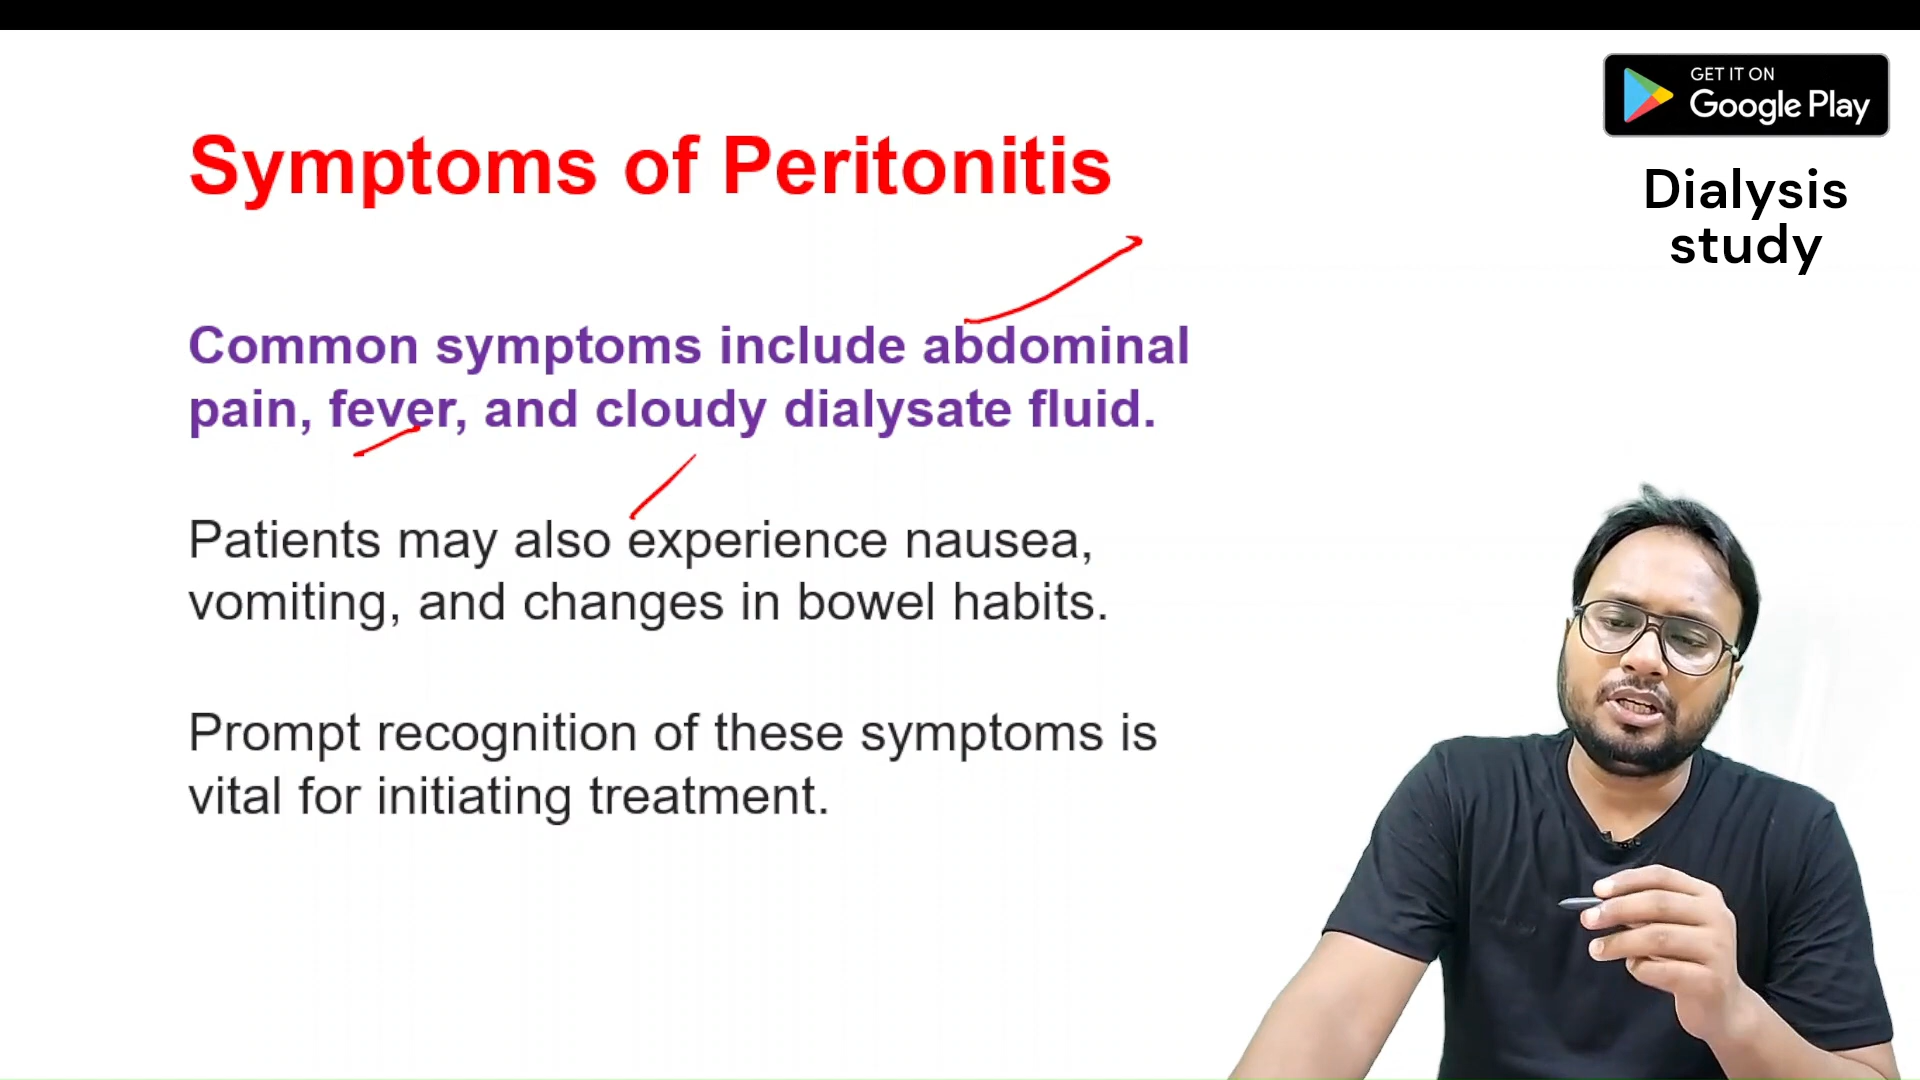 Symptoms of Peritonitis
Common symptoms include abdominal
pain, fever, and cloudy dialysate fluid.
Patients may also experience nausea,
vomiting, and changes in bowel habits.
Prompt recognition of these symptoms is
vital for initiating treatment.
GET IT ON
Google Play
Dialysis
study